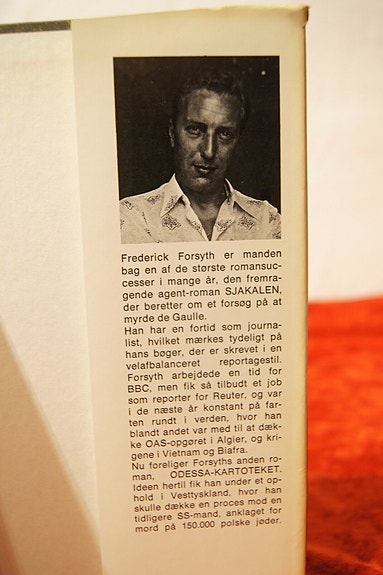 Frederick Forsyth er manden
bag en af de største romansuc-
cesser i mange år, den fremra-
gende agent-roman SJAKALEN,
der beretter om et forsøg på at
myrde de Gaulle.
Han har en fortid som journa-
list, hvilket mærkes tydeligt på
hans bøger, der er skrevet i en
velafbalanceret reportagestil.
Forsyth arbejdede en tid for
BBC, men fik så tilbudt et job
som reporter for Reuter, og var
i de næste år konstant på far-
ten rundt i verden, hvor han
blandt andet var med til at dæk-
ke OAS-opgøret i Algier, og kri-
gene i Vietnam og Biafra.
Nu foreliger Forsyths anden ro-
man, ODESSA-KARTOTEKET.
Ideen hertil fik han under et op-
hold i Vesttyskland, hvor han
skulle dække en proces mod en
tidligere SS-mand, anklaget for
mord på 150.000 polske jøder.